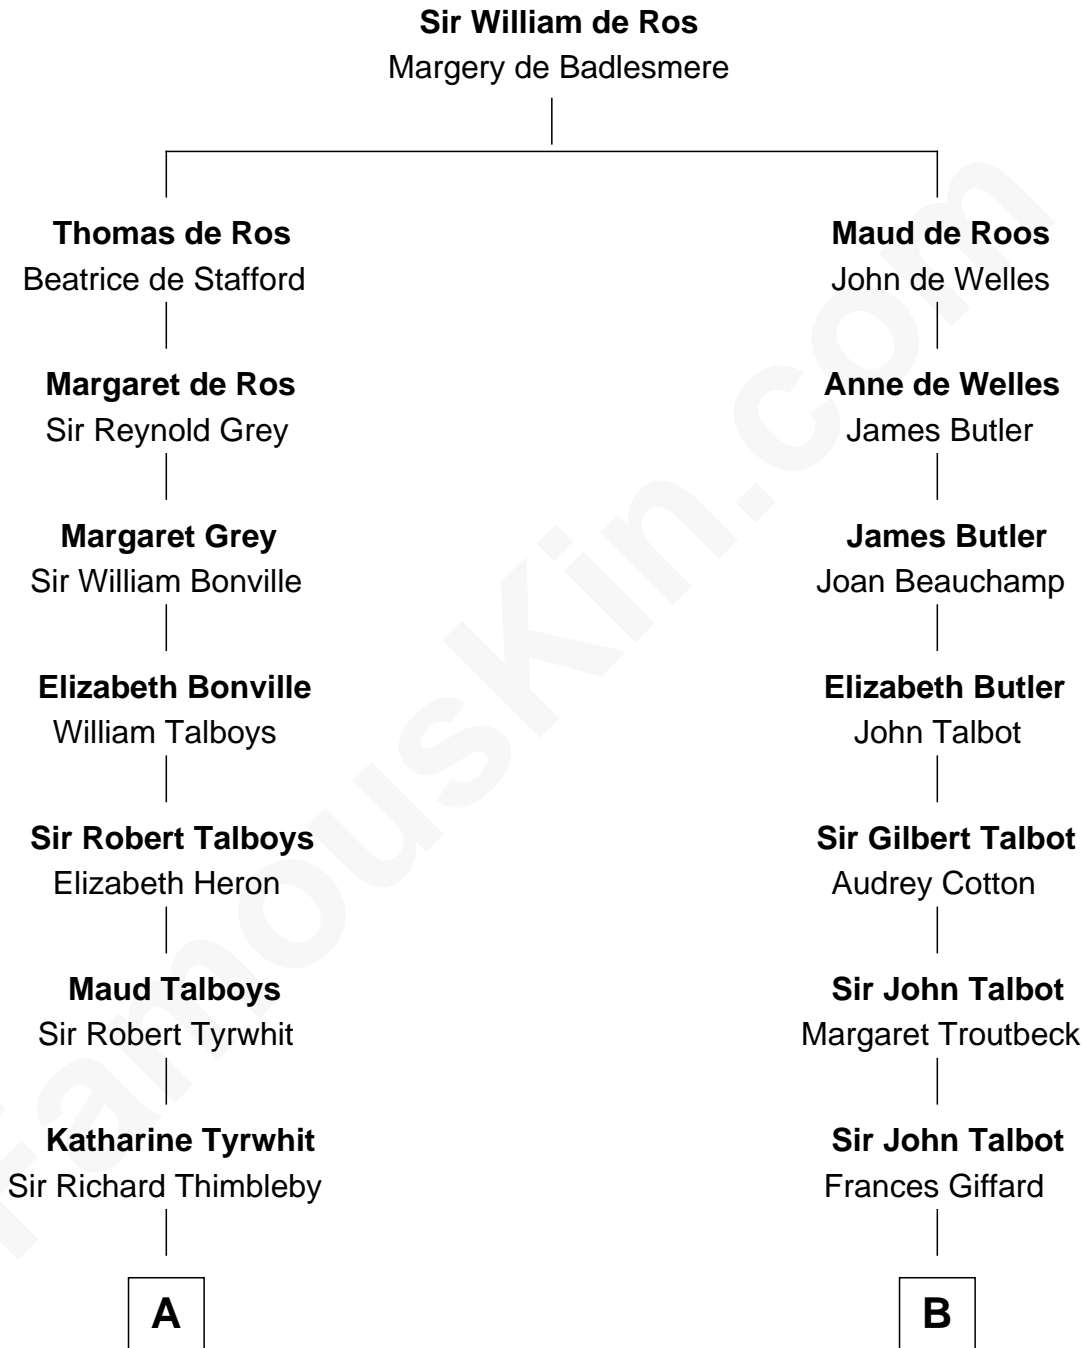 Sir William de Ros
Margery de Badlesmere
Thomas de Ros
Beatrice de Stafford
Maud de Roos
John de Welles
Margaret de Ros
Sir Reynold Grey
Anne de Welles
James Butler
Margaret Grey
Sir William Bonville
James Butler
Joan Beauchamp
Elizabeth Bonville
William Talboys
Elizabeth Butler
John Talbot
Sir Robert Talboys
Elizabeth Heron
Sir Gilbert Talbot
Audrey Cotton
Maud Talboys
Sir Robert Tyrwhit
Sir John Talbot
Margaret Troutbeck
Katharine Tyrwhit
Sir Richard Thimbleby
Sir John Talbot
Frances Giffard
A
B
FamousKin.com